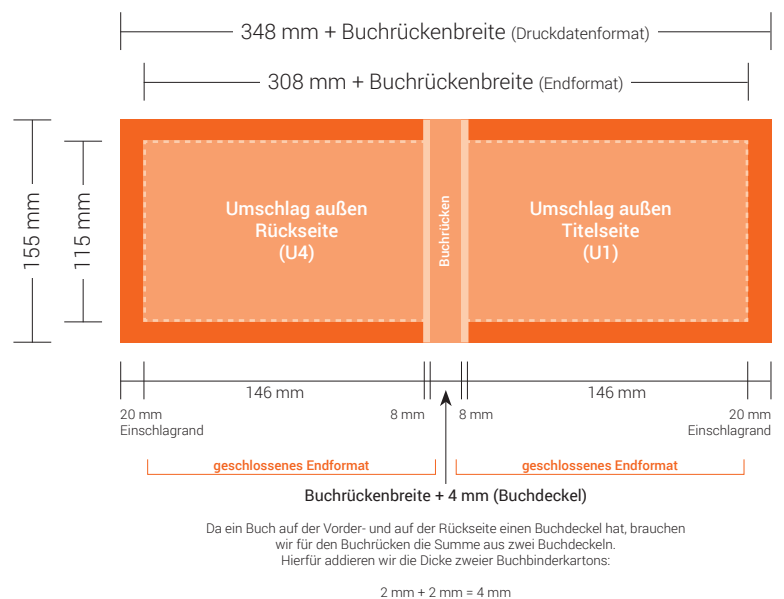 348 mm + Buchrückenbreite (Druckdatenformat)
308 mm + Buchrückenbreite (Endformat)
155 mm
115 mm
Umschlag außen
Rückseite
(U4)
Buchrücken
Umschlag außen
Titelseite
(U1)
146 mm
146 mm
20 mm
Einschlagrand
8 mm
8 mm
20 mm
Einschlagrand
geschlossenes Endformat
geschlossenes Endformat
Buchrückenbreite + 4 mm (Buchdeckel)
Da ein Buch auf der Vorder- und auf der Rückseite einen Buchdeckel hat, brauchen
wir für den Buchrücken die Summe aus zwei Buchdeckeln.
Hierfür addieren wir die Dicke zweier Buchbinderkartons:
2 mm + 2 mm = 4 mm